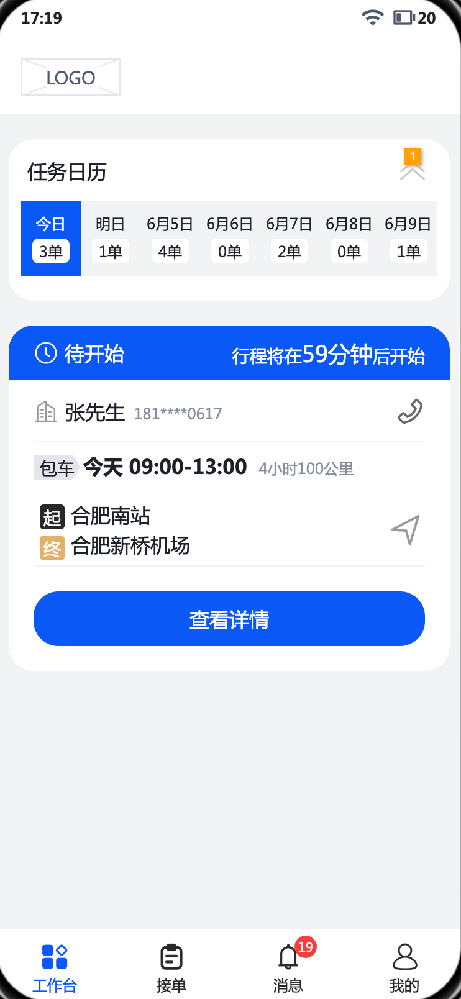 17:19 20
LOGO
任务日历 1
今日 明日 6月5日 6月6日 6月7日 6月8日 6月9日
3单 1单 4单 0单 2单 0单 1单
待开始 行程将在59分钟后开始
张先生 181****0617
包车 今天 09:00-13:00 4小时100公里
起 合肥南站
终 合肥新桥机场
查看详情
19
工作台 接单 消息 我的